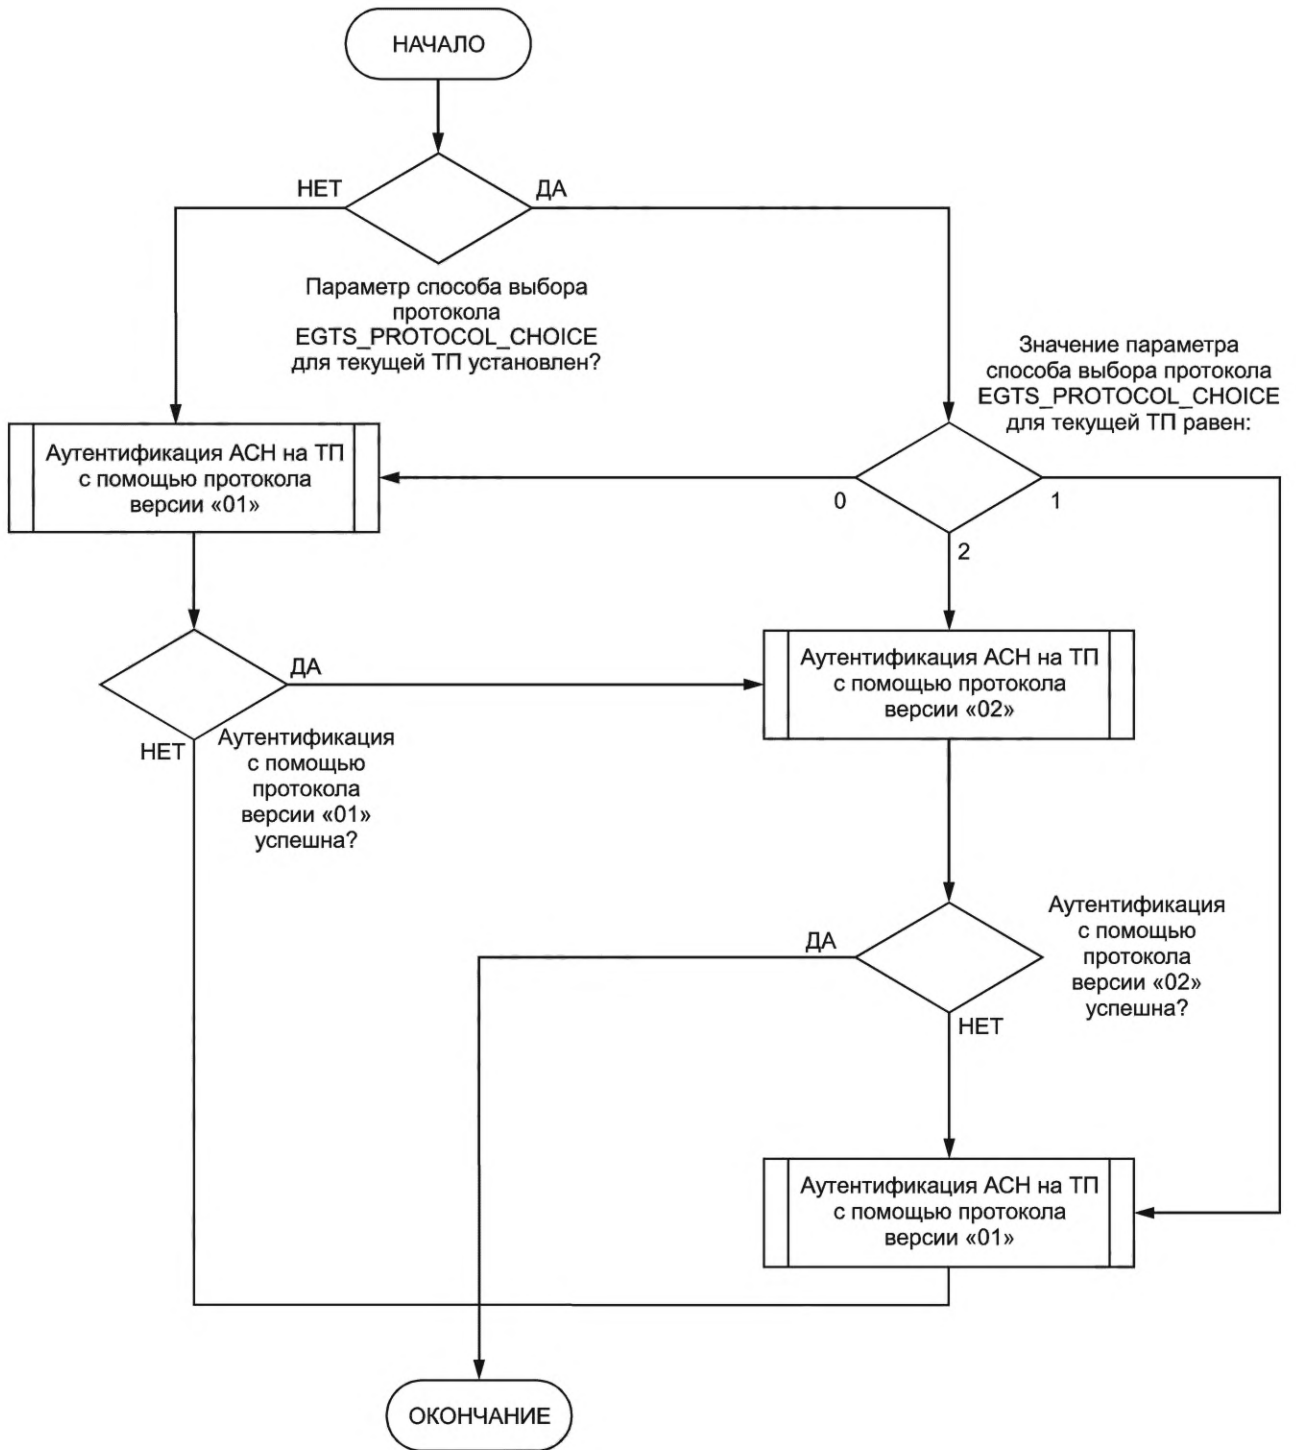 НАЧАЛО
НЕТ
ДА
Параметр способа выбора
протокола
EGTS_PROTOCOL_CHOICE
для текущей ТП установлен?
Значение параметра
способа выбора протокола
EGTS_PROTOCOL_CHOICE
для текущей ТП равен:
Аутентификация АСН на ТП
с помощью протокола
версии «01»
0
1
2
Аутентификация АСН на ТП
с помощью протокола
версии «02»
ДА
НЕТ
Аутентификация
с помощью
протокола
версии «01»
успешна?
ДА
Аутентификация
с помощью
протокола
версии «02»
успешна?
НЕТ
Аутентификация АСН на ТП
с помощью протокола
версии «01»
ОКОНЧАНИЕ